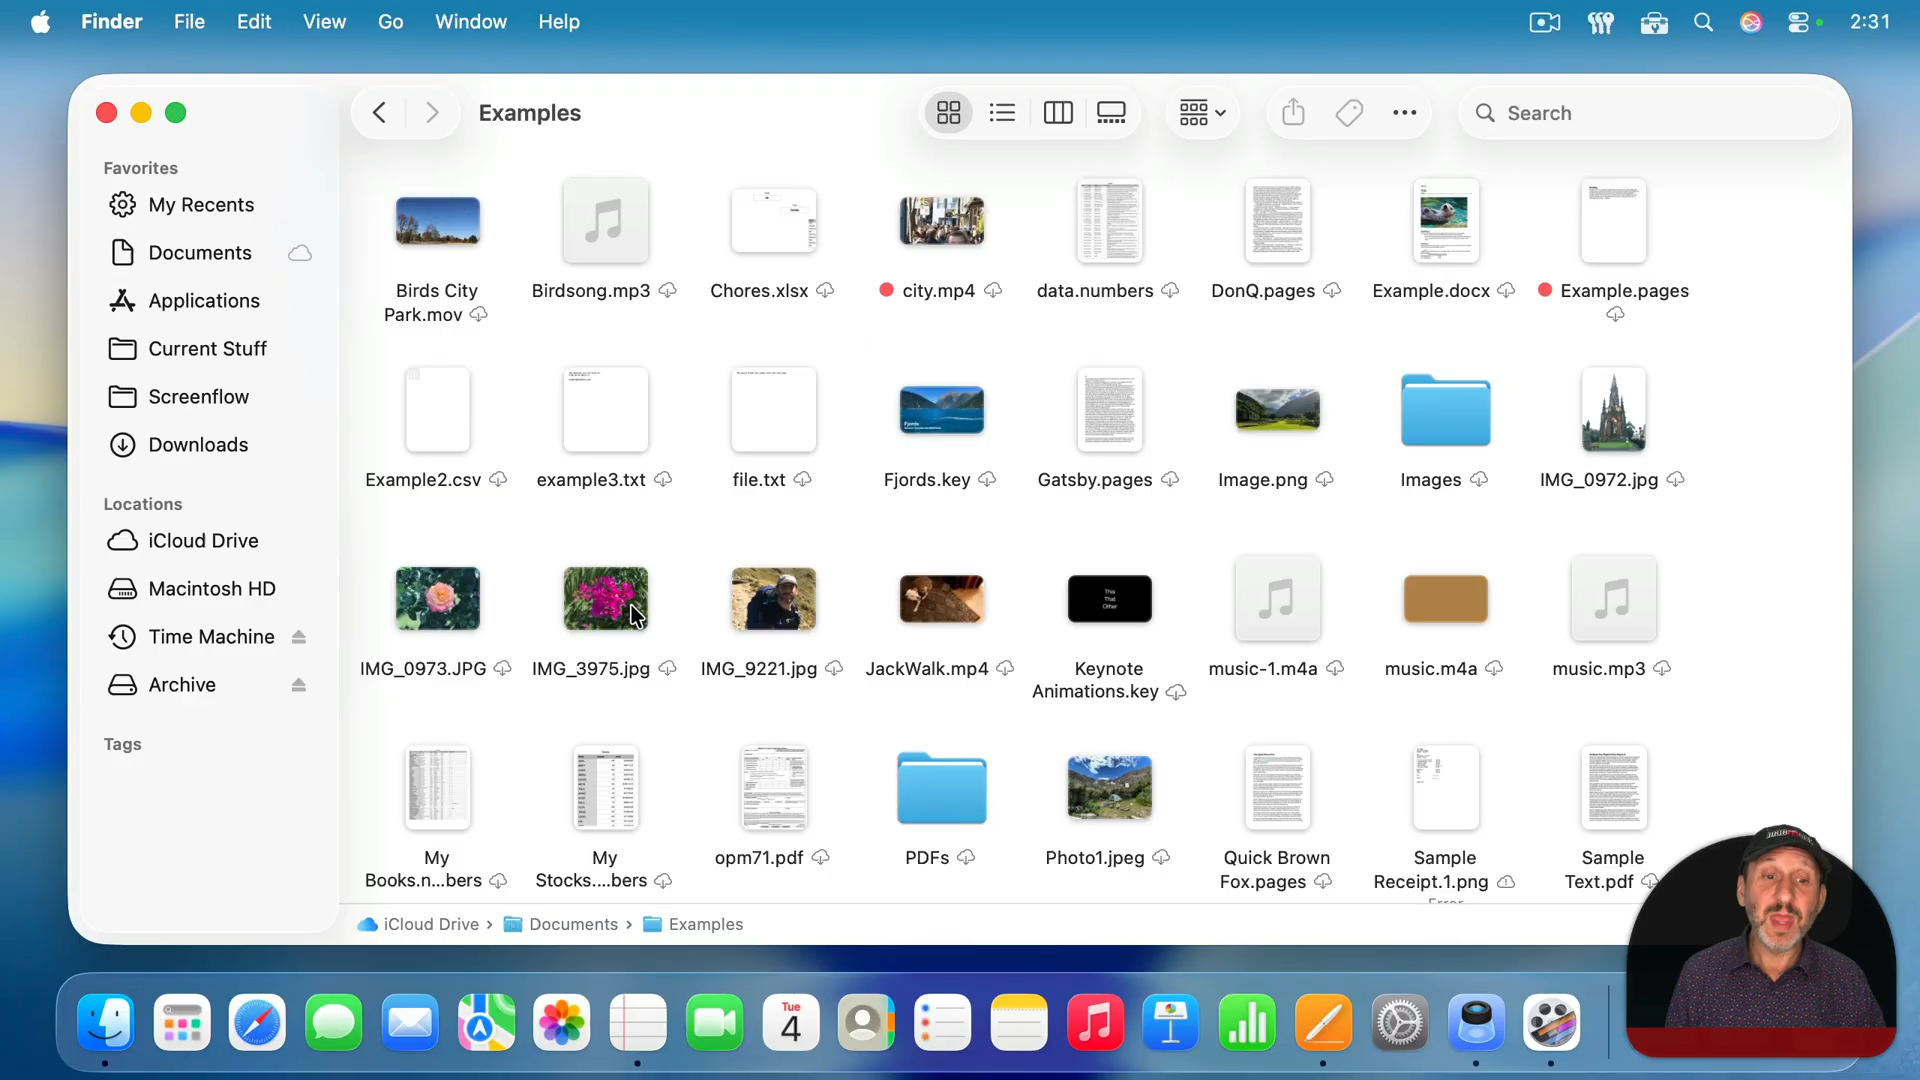 Finder File Edit View Go Window Help 2:31
Examples
Search
Favorites
My Recents
Documents
Applications
Current Stuff
Screenflow
Downloads
Locations
iCloud Drive
Macintosh HD
Time Machine
Archive
Tags
Birds City
Park.mov
Birdsong.mp3
Chores.xlsx
city.mp4
data.numbers
DonQ.pages
Example.docx
Example.pages
Example2.csv
example3.txt
file.txt
Fjords
Fjords.key
Gatsby.pages
Image.png
Images
IMG_0972.jpg
IMG_0973.JPG
IMG_3975.jpg
IMG_9221.jpg
JackWalk.mp4
This
That
Other
Keynote
Animations.key
music-1.m4a
music.m4a
music.mp3
My
Books.n...bers
My
Stocks....bers
opm71.pdf
PDFs
Photo1.jpeg
Quick Brown
Fox.pages
Sample
Receipt.1.png
Sample
Text.pdf
iCloud Drive › Documents › Examples
Tue
4